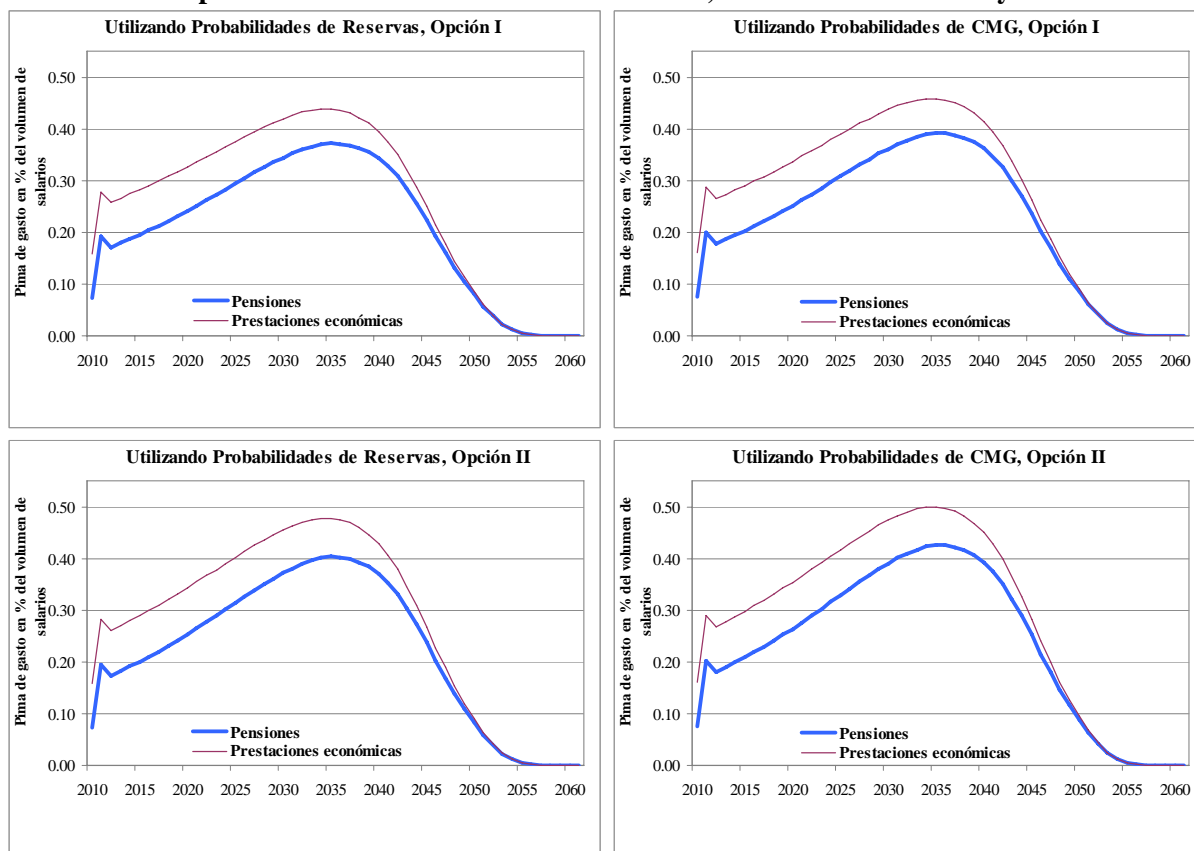 Utilizando Probabilidades de Reservas, Opción I
Pima de gasto en % del volumen de
salarios
0.50
0.40
0.30
0.20
0.10
0.00
Pensiones
Prestaciones económicas
2010 2015 2020 2025 2030 2035 2040 2045 2050 2055 2060
Utilizando Probabilidades de CMG, Opción I
Pima de gasto en % del volumen de
salarios
0.50
0.40
0.30
0.20
0.10
0.00
Pensiones
Prestaciones económicas
2010 2015 2020 2025 2030 2035 2040 2045 2050 2055 2060
Utilizando Probabilidades de Reservas, Opción II
Pima de gasto en % del volumen de
salarios
0.50
0.40
0.30
0.20
0.10
0.00
Pensiones
Prestaciones económicas
2010 2015 2020 2025 2030 2035 2040 2045 2050 2055 2060
Utilizando Probabilidades de CMG, Opción II
Pima de gasto en % del volumen de
salarios
0.50
0.40
0.30
0.20
0.10
0.00
Pensiones
Prestaciones económicas
2010 2015 2020 2025 2030 2035 2040 2045 2050 2055 2060